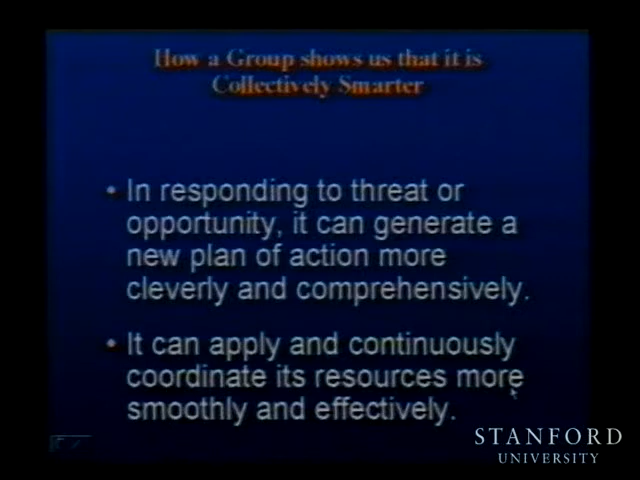 How a Group shows us that it is
Collectively Smarter
• In responding to threat or
opportunity, it can generate a
new plan of action more
cleverly and comprehensively.
• It can apply and continuously
coordinate its resources more
smoothly and effectively.
STANFORD
UNIVERSITY